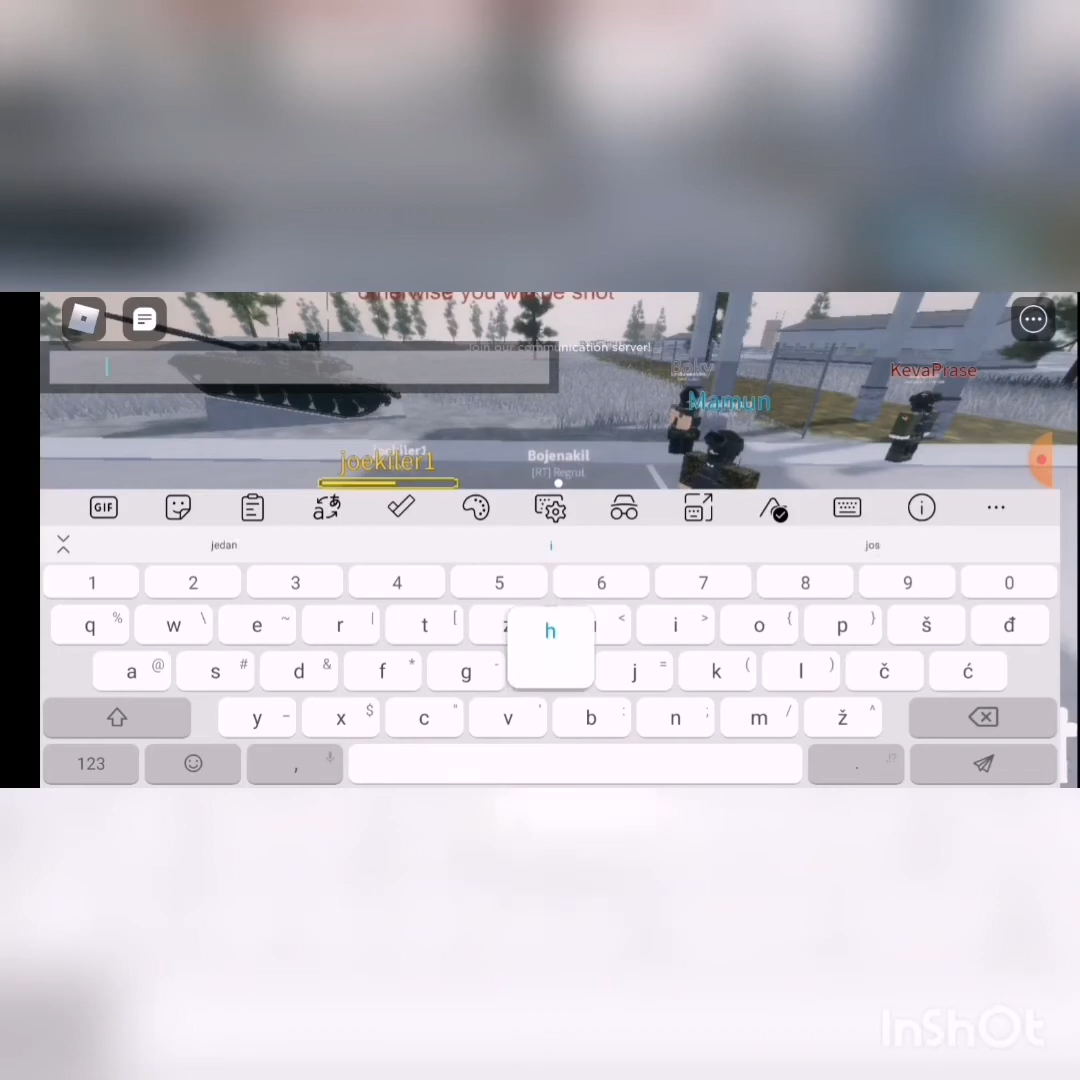 otherwise you will be shot
Join our communication server!
Baky
KevaPrase
Mamun
joekiler1
Bojenakil
[RT] Regrut
GIF
jedan i jos
1 2 3 4 5 6 7 8 9 0
q % w \ e ~ r | t [ z < i > o { p } š đ
a @ s # d & f * g - h j = k ( l ) č ć
y _ x $ c " v ' b : n ; m / ž ^
123 , . .!?
InShOt